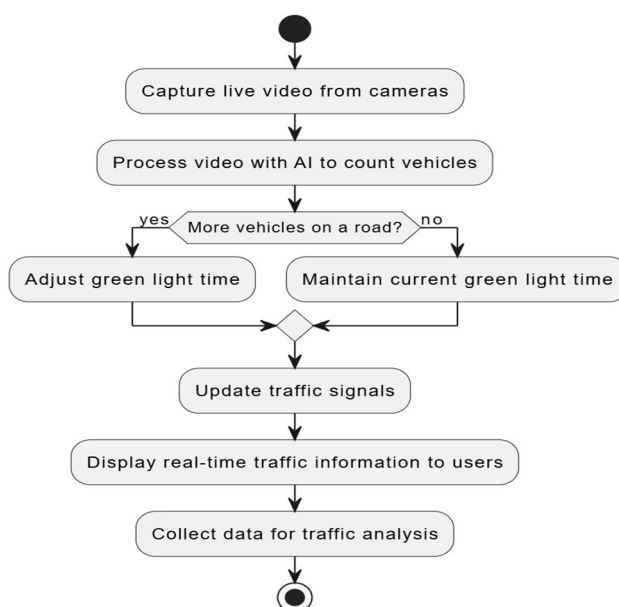 Capture live video from cameras
Process video with AI to count vehicles
yes
More vehicles on a road?
no
Adjust green light time
Maintain current green light time
Update traffic signals
Display real-time traffic information to users
Collect data for traffic analysis